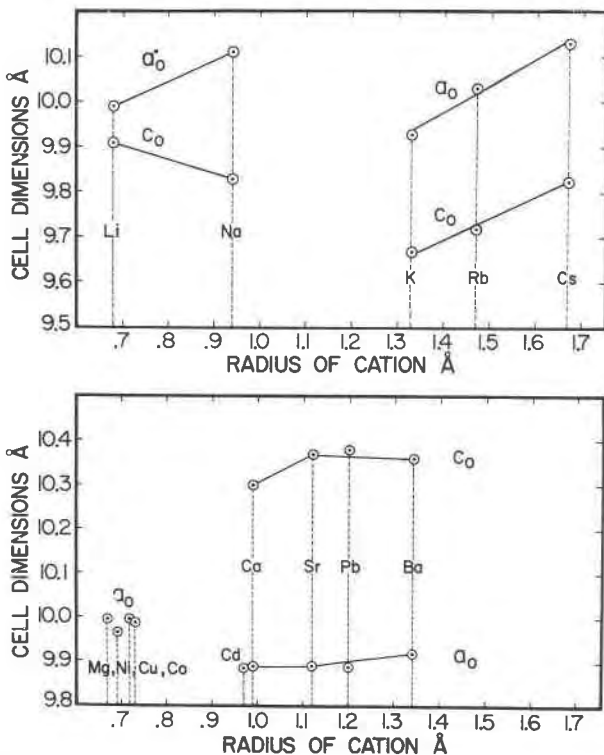 CELL DIMENSIONS Å
10.1
10.0
9.9
9.8
9.7
9.6
9.5
a₀
c₀
Li
Na
a₀
c₀
K
Rb
Cs
.7 .8 .9 1.0 1.1 1.2 1.3 1.4 1.5 1.6 1.7
RADIUS OF CATION Å
CELL DIMENSIONS Å
10.4
10.3
10.2
10.1
10.0
9.9
9.8
c₀
Ca
Sr
Pb
Ba
a₀
Mg, Ni, Cu, Co
Cd
a₀
.7 .8 .9 1.0 1.1 1.2 1.3 1.4 1.5 1.6 1.7
RADIUS OF CATION Å